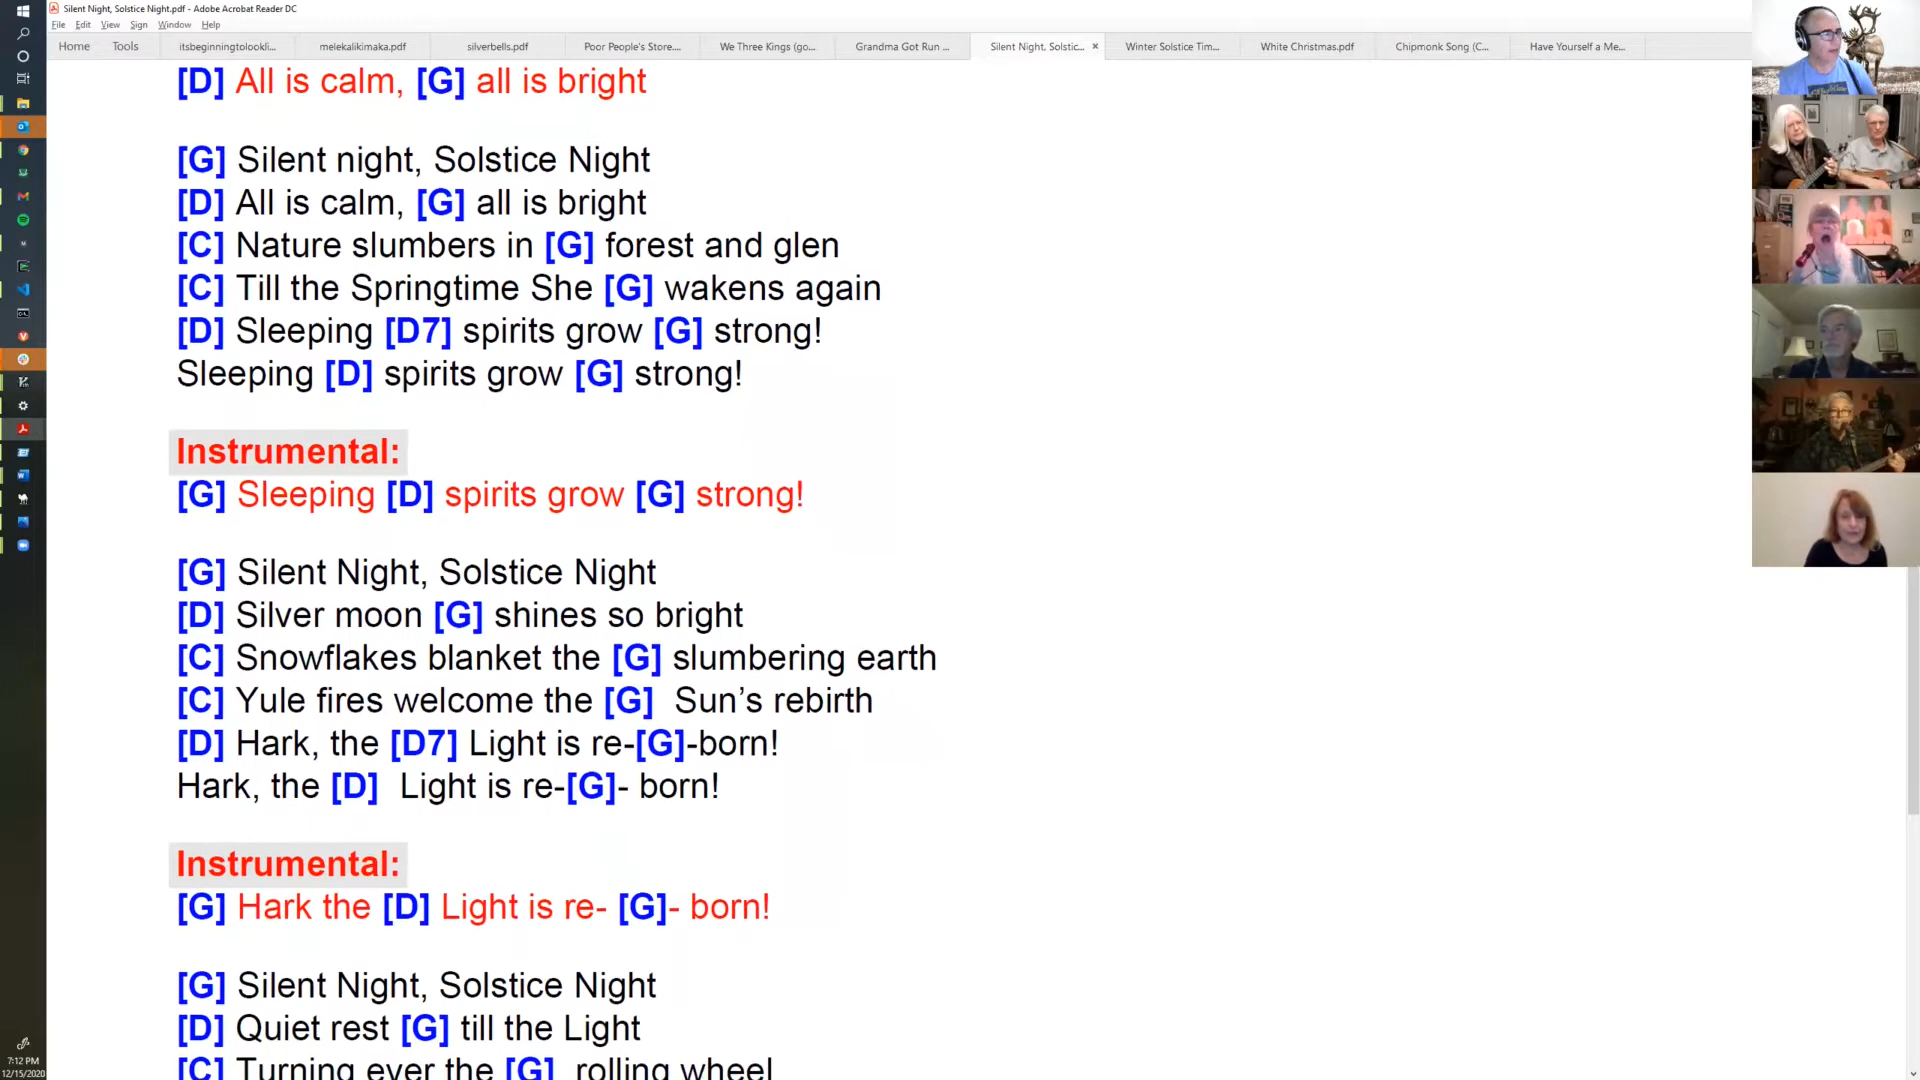 Silent Night, Solstice Night.pdf - Adobe Acrobat Reader DC
File Edit View Sign Window Help
Home Tools itsbeginningtolookli... melekalikimaka.pdf silverbells.pdf Poor People's Store.... We Three Kings (go... Grandma Got Run ... Silent Night, Solstic... × Winter Solstice Tim... White Christmas.pdf Chipmonk Song (C... Have Yourself a Me...
[D] All is calm, [G] all is bright
[G] Silent night, Solstice Night
[D] All is calm, [G] all is bright
[C] Nature slumbers in [G] forest and glen
[C] Till the Springtime She [G] wakens again
[D] Sleeping [D7] spirits grow [G] strong!
Sleeping [D] spirits grow [G] strong!
Instrumental:
[G] Sleeping [D] spirits grow [G] strong!
[G] Silent Night, Solstice Night
[D] Silver moon [G] shines so bright
[C] Snowflakes blanket the [G] slumbering earth
[C] Yule fires welcome the [G] Sun’s rebirth
[D] Hark, the [D7] Light is re-[G]-born!
Hark, the [D] Light is re-[G]- born!
Instrumental:
[G] Hark the [D] Light is re- [G]- born!
[G] Silent Night, Solstice Night
[D] Quiet rest [G] till the Light
[C] Turning ever the [G] rolling wheel
7:12 PM
12/15/2020